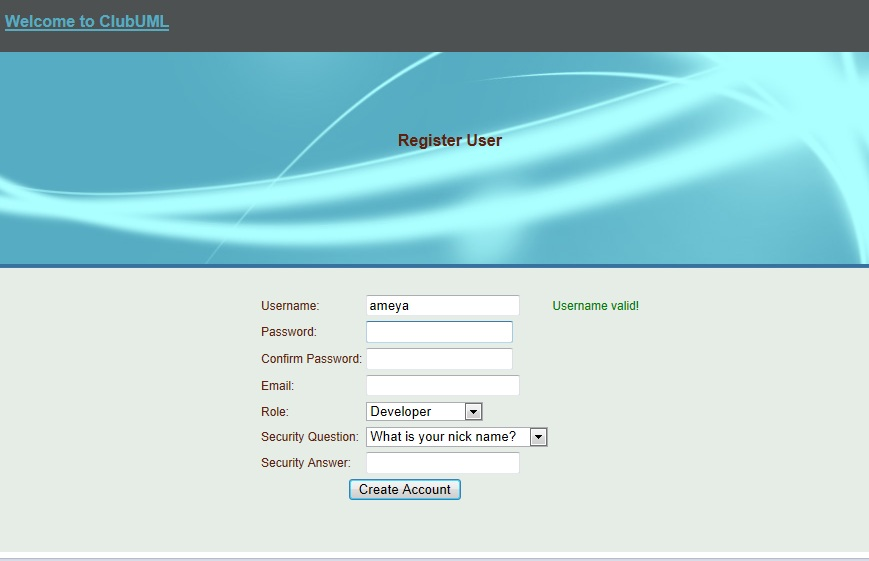 Welcome to ClubUML
Register User
Username: ameya Username valid!
Password:
Confirm Password:
Email:
Role: Developer
Security Question: What is your nick name?
Security Answer:
Create Account